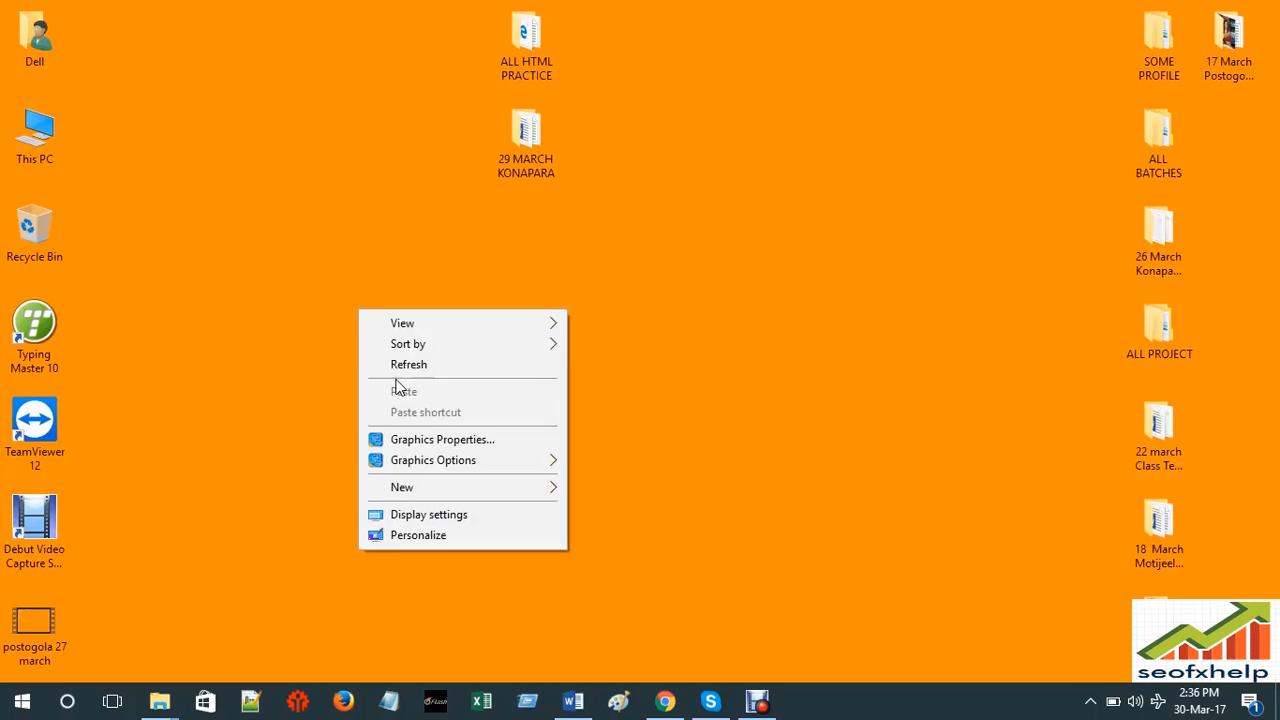 Dell
This PC
Recycle Bin
Typing
Master 10
TeamViewer
12
Debut Video
Capture S...
postogola 27
march
ALL HTML
PRACTICE
29 MARCH
KONAPARA
View
Sort by
Refresh
Paste
Paste shortcut
Graphics Properties...
Graphics Options
New
Display settings
Personalize
SOME
PROFILE
17 March
Postogo...
ALL
BATCHES
26 March
Konapa...
ALL PROJECT
22 march
Class Te...
18 March
Motijeel...
seofxhelp
Flash
2:36 PM
30-Mar-17
1